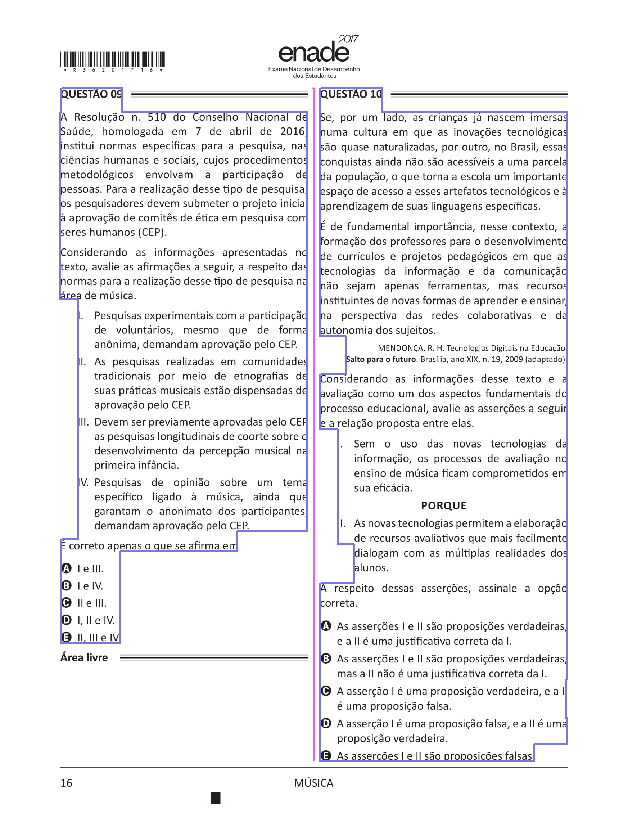 *R3620171 6*
2017
enade
Exame Nacional de Desempenho
dos Estudantes
QUESTÃO 09
A Resolução n. 510 do Conselho Nacional de
Saúde, homologada em 7 de abril de 2016,
institui normas específicas para a pesquisa, nas
ciências humanas e sociais, cujos procedimentos
metodológicos envolvam a participação de
pessoas. Para a realização desse tipo de pesquisa,
os pesquisadores devem submeter o projeto inicial
à aprovação de comitês de ética em pesquisa com
seres humanos (CEP).
Considerando as informações apresentadas no
texto, avalie as afirmações a seguir, a respeito das
normas para a realização desse tipo de pesquisa na
área de música.
I. Pesquisas experimentais com a participação
de voluntários, mesmo que de forma
anônima, demandam aprovação pelo CEP.
II. As pesquisas realizadas em comunidades
tradicionais por meio de etnografias de
suas práticas musicais estão dispensadas de
aprovação pelo CEP.
III. Devem ser previamente aprovadas pelo CEP
as pesquisas longitudinais de coorte sobre o
desenvolvimento da percepção musical na
primeira infância.
IV. Pesquisas de opinião sobre um tema
específico ligado à música, ainda que
garantam o anonimato dos participantes,
demandam aprovação pelo CEP.
É correto apenas o que se afirma em
A I e III.
B I e IV.
C II e III.
D I, II e IV.
E II, III e IV.
Área livre
QUESTÃO 10
Se, por um lado, as crianças já nascem imersas
numa cultura em que as inovações tecnológicas
são quase naturalizadas, por outro, no Brasil, essas
conquistas ainda não são acessíveis a uma parcela
da população, o que torna a escola um importante
espaço de acesso a esses artefatos tecnológicos e à
aprendizagem de suas linguagens específicas.
É de fundamental importância, nesse contexto, a
formação dos professores para o desenvolvimento
de currículos e projetos pedagógicos em que as
tecnologias da informação e da comunicação
não sejam apenas ferramentas, mas recursos
instituintes de novas formas de aprender e ensinar,
na perspectiva das redes colaborativas e da
autonomia dos sujeitos.
MENDONÇA, R. H. Tecnologias Digitais na Educação.
Salto para o futuro. Brasília, ano XIX, n. 19, 2009 (adaptado).
Considerando as informações desse texto e a
avaliação como um dos aspectos fundamentais do
processo educacional, avalie as asserções a seguir
e a relação proposta entre elas.
I. Sem o uso das novas tecnologias da
informação, os processos de avaliação no
ensino de música ficam comprometidos em
sua eficácia.
PORQUE
II. As novas tecnologias permitem a elaboração
de recursos avaliativos que mais facilmente
dialogam com as múltiplas realidades dos
alunos.
A respeito dessas asserções, assinale a opção
correta.
A As asserções I e II são proposições verdadeiras,
e a II é uma justificativa correta da I.
B As asserções I e II são proposições verdadeiras,
mas a II não é uma justificativa correta da I.
C A asserção I é uma proposição verdadeira, e a II
é uma proposição falsa.
D A asserção I é uma proposição falsa, e a II é uma
proposição verdadeira.
E As asserções I e II são proposições falsas.
16
MÚSICA